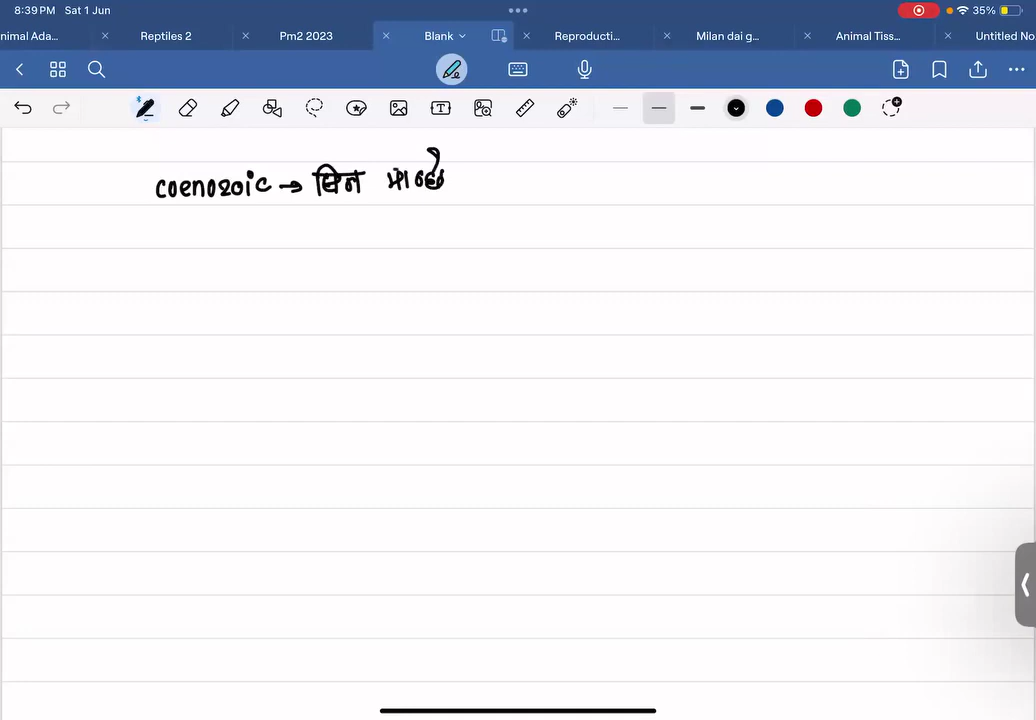 8:39 PM Sat 1 Jun 35%
nimal Ada... Reptiles 2 Pm2 2023 Blank Reproducti... Milan dai g... Animal Tiss... Untitled No
coenozoic → सिनो